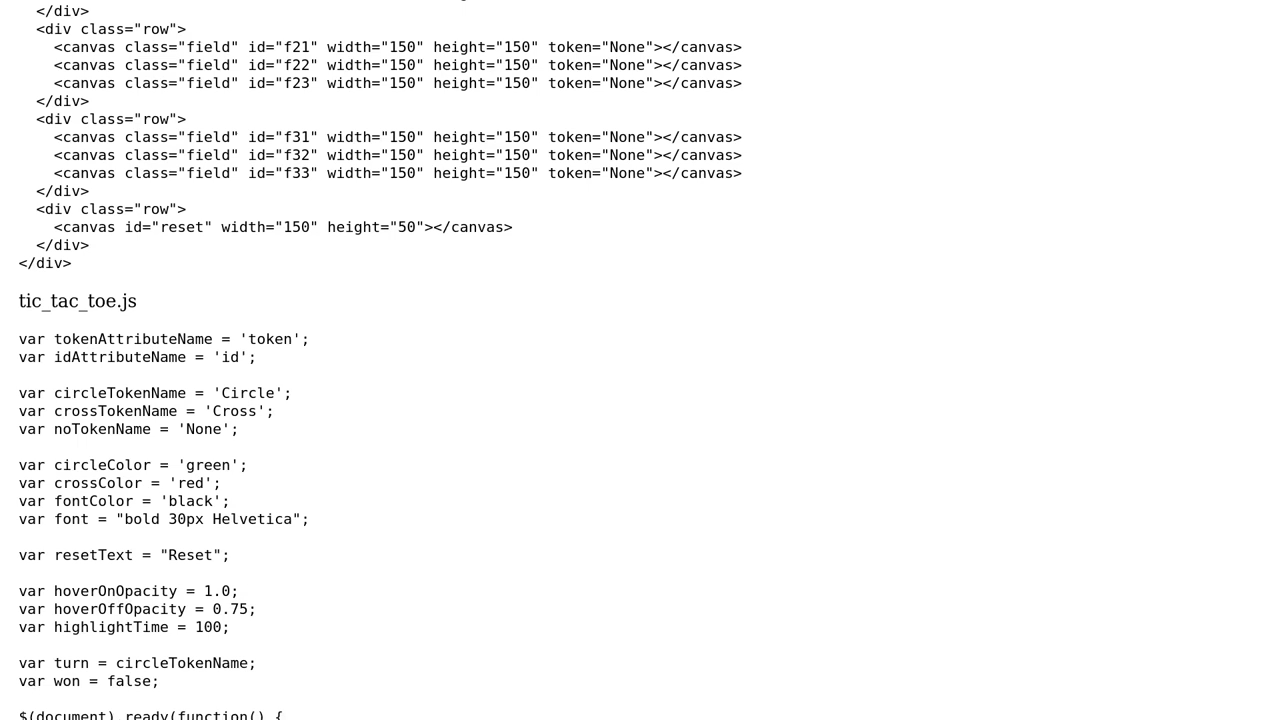 </div>
  <div class="row">
    <canvas class="field" id="f21" width="150" height="150" token="None"></canvas>
    <canvas class="field" id="f22" width="150" height="150" token="None"></canvas>
    <canvas class="field" id="f23" width="150" height="150" token="None"></canvas>
  </div>
  <div class="row">
    <canvas class="field" id="f31" width="150" height="150" token="None"></canvas>
    <canvas class="field" id="f32" width="150" height="150" token="None"></canvas>
    <canvas class="field" id="f33" width="150" height="150" token="None"></canvas>
  </div>
  <div class="row">
    <canvas id="reset" width="150" height="50"></canvas>
  </div>
</div>
tic_tac_toe.js
var tokenAttributeName = 'token';
var idAttributeName = 'id';
var circleTokenName = 'Circle';
var crossTokenName = 'Cross';
var noTokenName = 'None';
var circleColor = 'green';
var crossColor = 'red';
var fontColor = 'black';
var font = "bold 30px Helvetica";
var resetText = "Reset";
var hoverOnOpacity = 1.0;
var hoverOffOpacity = 0.75;
var highlightTime = 100;
var turn = circleTokenName;
var won = false;
$(document).ready(function() {